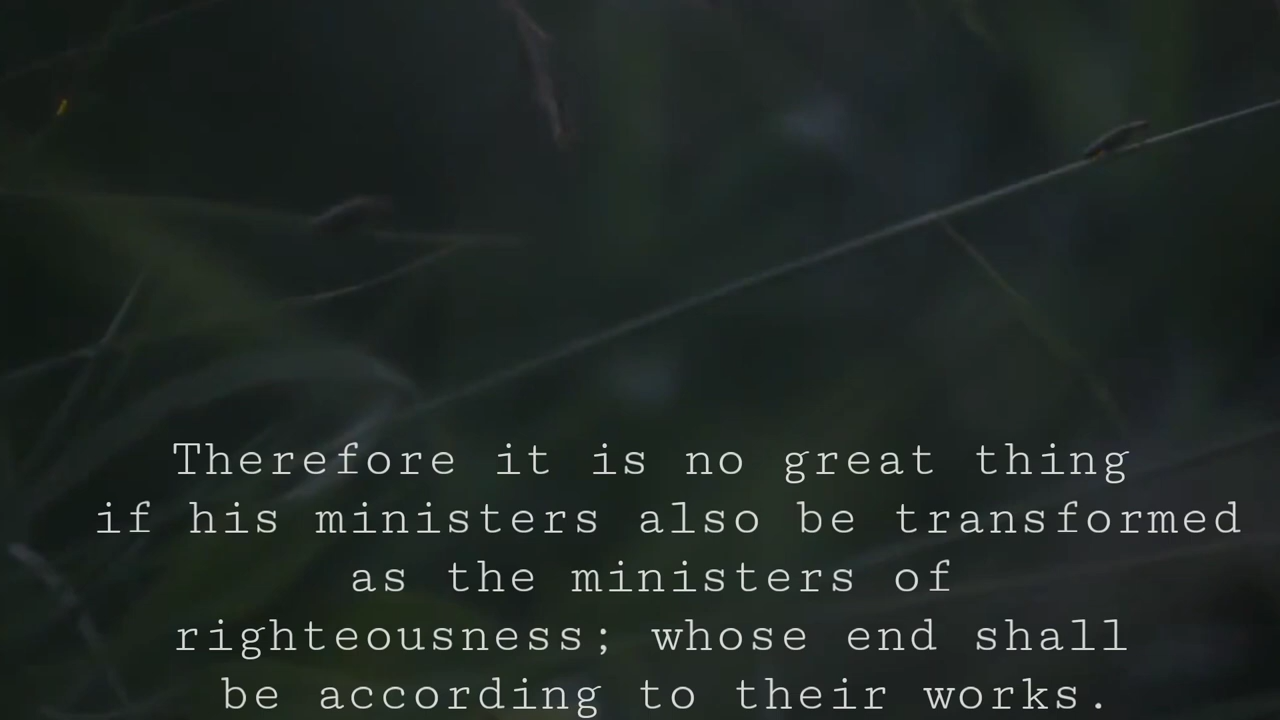 Therefore it is no great thing
if his ministers also be transformed
as the ministers of
righteousness; whose end shall
be according to their works.